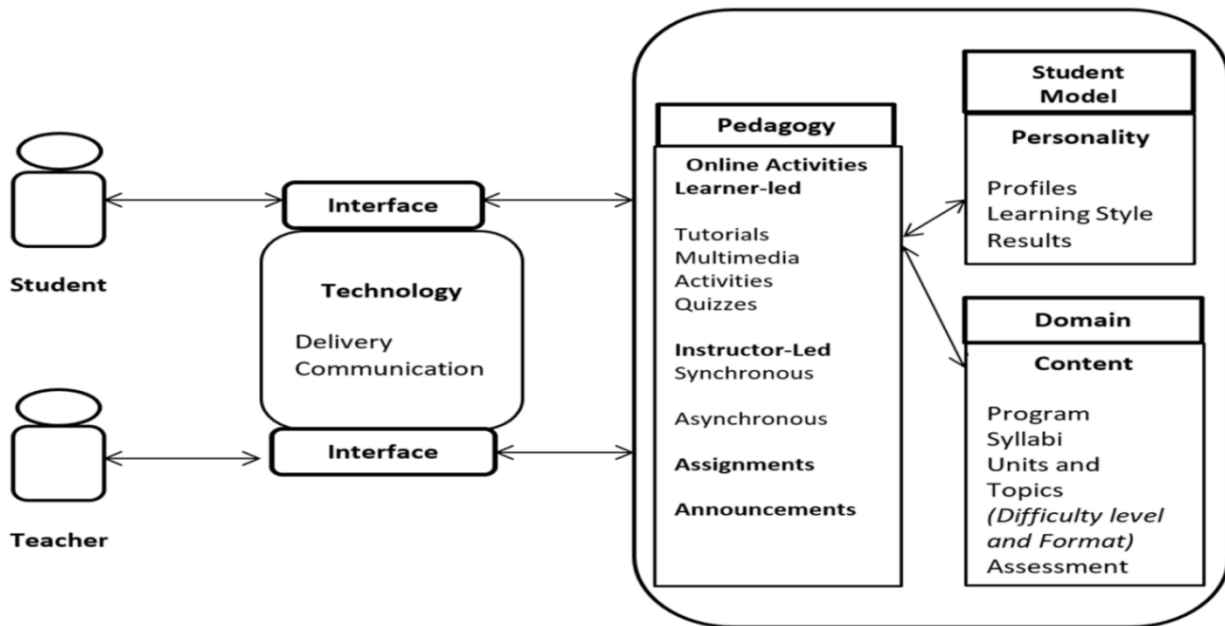 Student
Teacher
Interface
Technology
Delivery
Communication
Interface
Pedagogy
Online Activities
Learner-led
Tutorials
Multimedia
Activities
Quizzes
Instructor-Led
Synchronous
Asynchronous
Assignments
Announcements
Student
Model
Personality
Profiles
Learning Style
Results
Domain
Content
Program
Syllabi
Units and
Topics
(Difficulty level
and Format)
Assessment